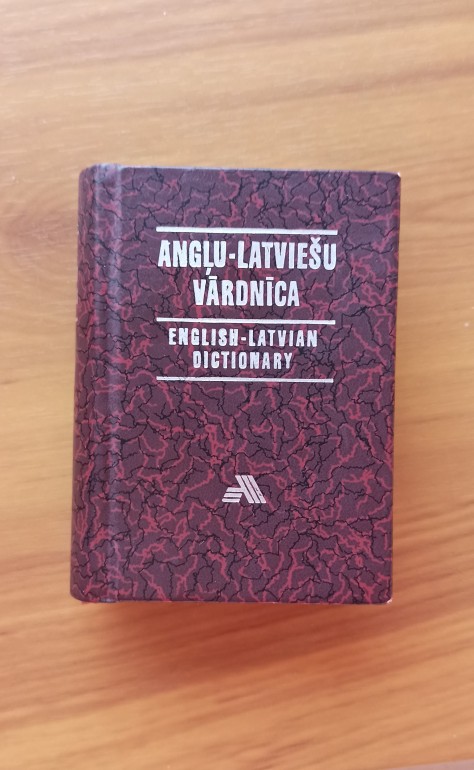 ANGĻU-LATVIEŠU
VĀRDNĪCA
ENGLISH-LATVIAN
DICTIONARY